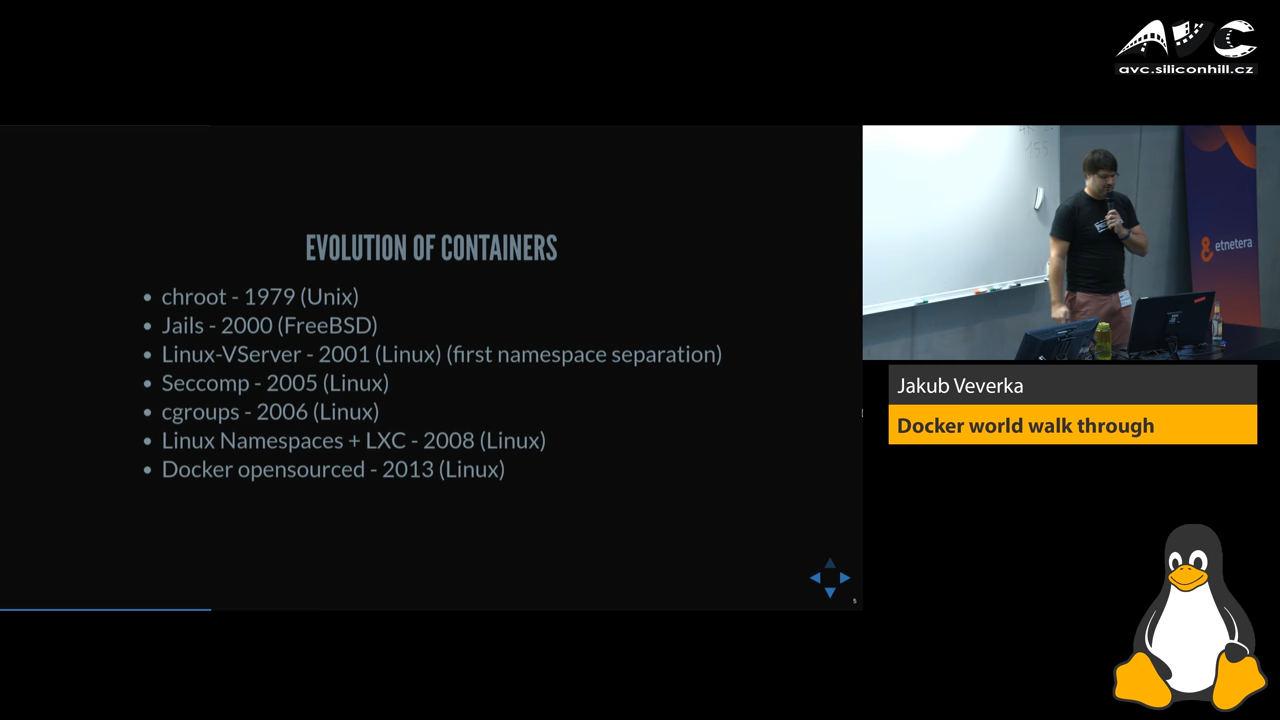 AVC
avc.siliconhill.cz
EVOLUTION OF CONTAINERS
chroot - 1979 (Unix)
Jails - 2000 (FreeBSD)
Linux-VServer - 2001 (Linux) (first namespace separation)
Seccomp - 2005 (Linux)
cgroups - 2006 (Linux)
Linux Namespaces + LXC - 2008 (Linux)
Docker opensourced - 2013 (Linux)
etnetera
Jakub Veverka
Docker world walk through